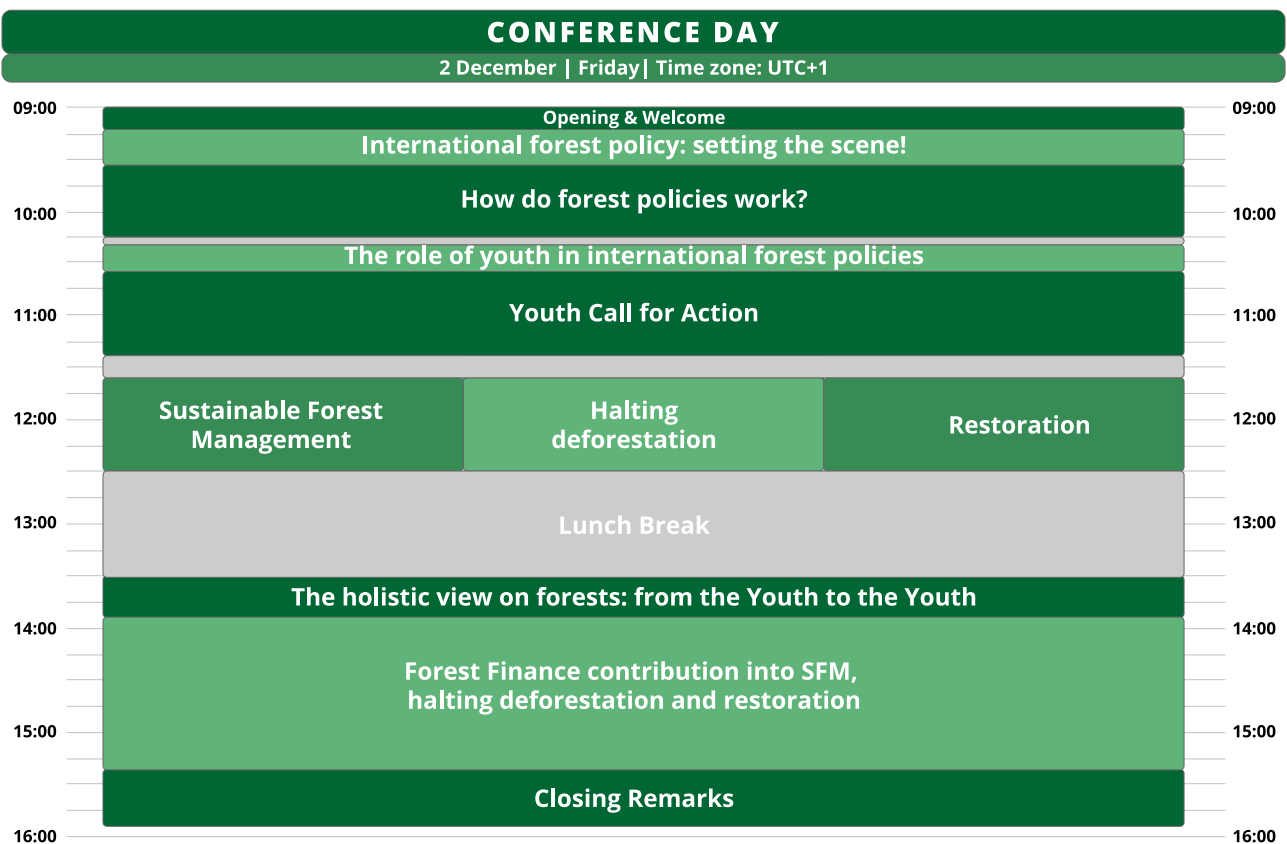 CONFERENCE DAY
2 December | Friday| Time zone: UTC+1
09:00 09:00
Opening & Welcome
International forest policy: setting the scene!
How do forest policies work?
10:00 10:00
The role of youth in international forest policies
Youth Call for Action
11:00 11:00
Sustainable Forest
Management
Halting
deforestation
Restoration
12:00 12:00
Lunch Break
13:00 13:00
The holistic view on forests: from the Youth to the Youth
14:00 14:00
Forest Finance contribution into SFM,
halting deforestation and restoration
15:00 15:00
Closing Remarks
16:00 16:00